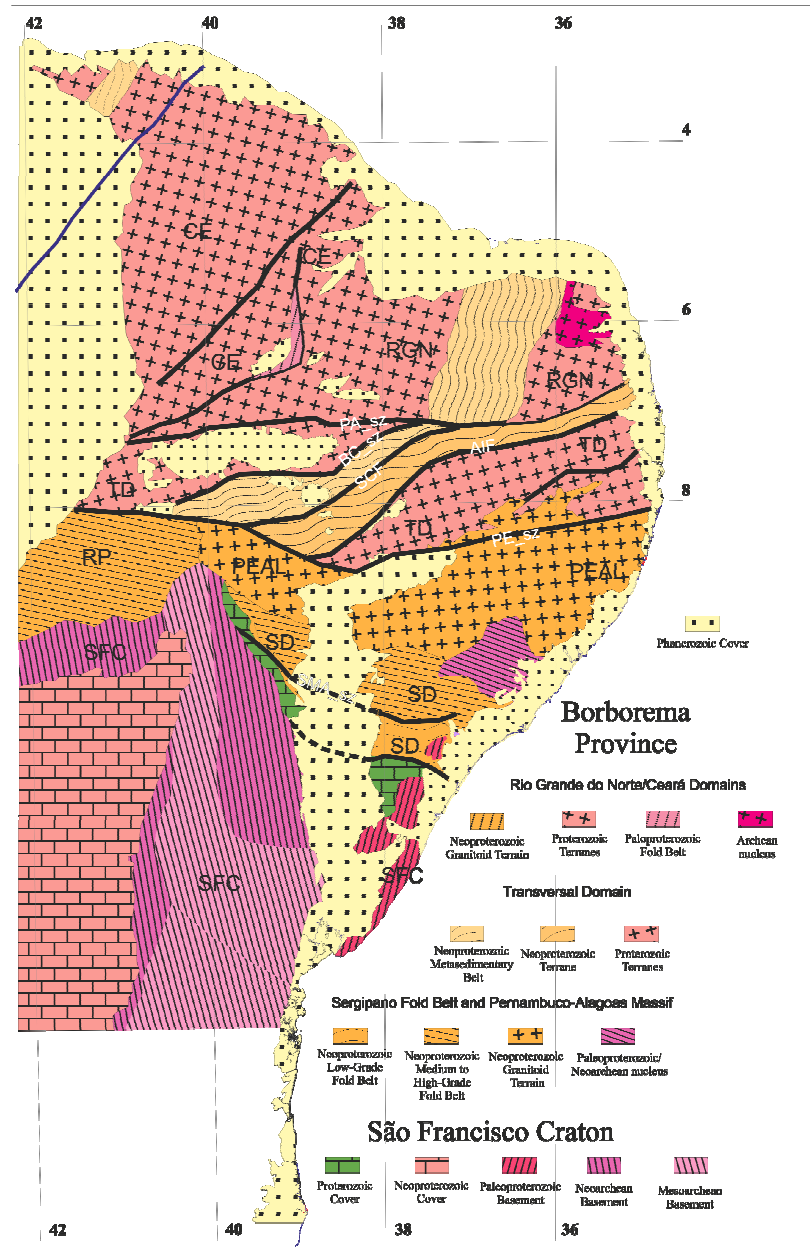 42 40 38 36
4
CE
CE
6
CE
RGN
RGN
PA_sz
BC_sz
AIF
TD
SCF
TD
8
TD
PE_sz
RP
PEAL
PEAL
SFC
SD
Phanerozoic Cover
SMA_sz
SD
SD
Borborema
Province
Rio Grande do Norte/Ceará Domains
Neoproterozoic
Granitoid Terrain
Proterozoic
Terranes
Paloproterozoic
Fold Belt
Archean
nucleus
SFC
SFC
Transversal Domain
Neoproterozoic
Metasedimentary
Belt
Neoproterozoic
Terrane
Proterozoic
Terranes
Sergipano Fold Belt and Pernambuco-Alagoas Massif
Neoproterozoic
Low-Grade
Fold Belt
Neoproterozoic
Medium to
High-Grade
Fold Belt
Neoproterozoic
Granitoid
Terrain
Paleoproterozoic/
Neoarchean nucleus
São Francisco Craton
Proterozoic
Cover
Neoproterozoic
Cover
Paleoproterozoic
Basement
Neoarchean
Basement
Mesoarchean
Basement
42 40 38 36